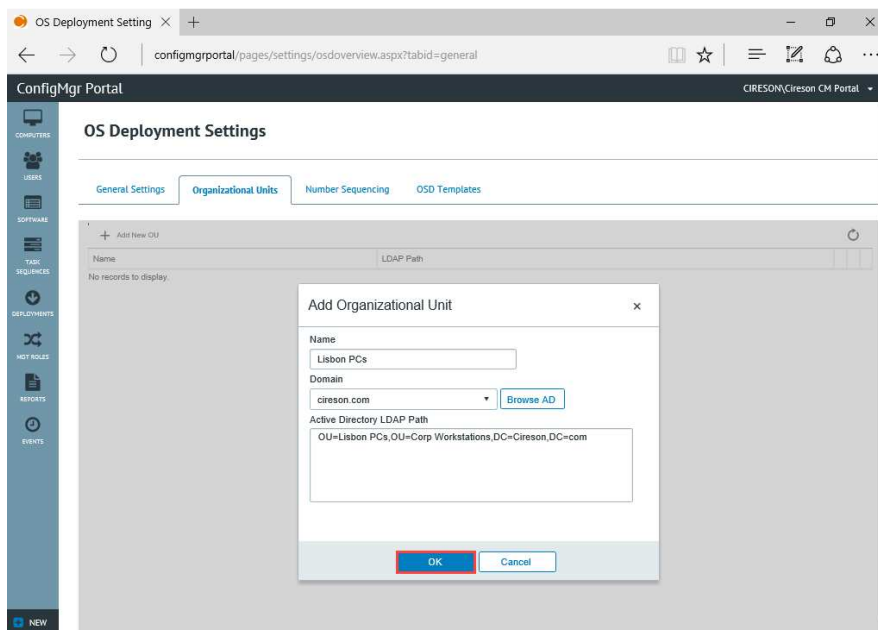 OS Deployment Setting
configmgrportal/pages/settings/osdoverview.aspx?tabid=general
ConfigMgr Portal
CIRESON\Cireson CM Portal
COMPUTERS
USERS
SOFTWARE
TASK
SEQUENCES
DEPLOYMENTS
MGT ROLES
REPORTS
EVENTS
NEW
OS Deployment Settings
General Settings
Organizational Units
Number Sequencing
OSD Templates
Add New OU
Name
LDAP Path
No records to display.
Add Organizational Unit
Name
Lisbon PCs
Domain
cireson.com
Browse AD
Active Directory LDAP Path
OU=Lisbon PCs,OU=Corp Workstations,DC=Cireson,DC=com
OK
Cancel